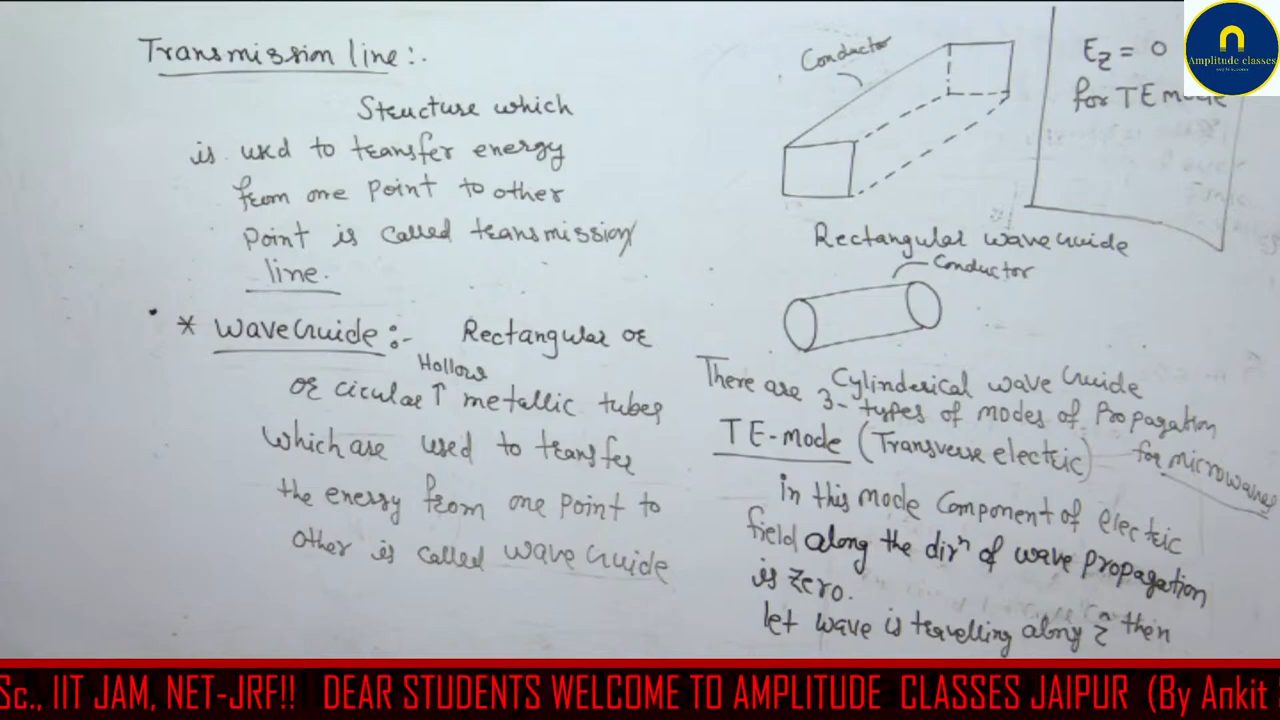 Transmission line:-
Structure which
is used to transfer energy
from one point to other
point is called transmission
line.
* Wave Guide :- Rectangular or
Hollow
or ciculae ↑ metallic tubes
which are used to transfer
the energy from one point to
other is called wave Guide
Conductor
Rectangular wave Guide
Conductor
Cylinderical wave Guide
There are 3-types of modes of Propagation
for microwaves
TE-mode (Transverse electric)
in this mode Component of electric
field along the dirⁿ of wave propagation
is zero.
let wave is travelling along ẑ then
E_z = 0
for TE mode
Amplitude classes
Sc., IIT JAM, NET-JRF!! DEAR STUDENTS WELCOME TO AMPLITUDE CLASSES JAIPUR (By Ankit